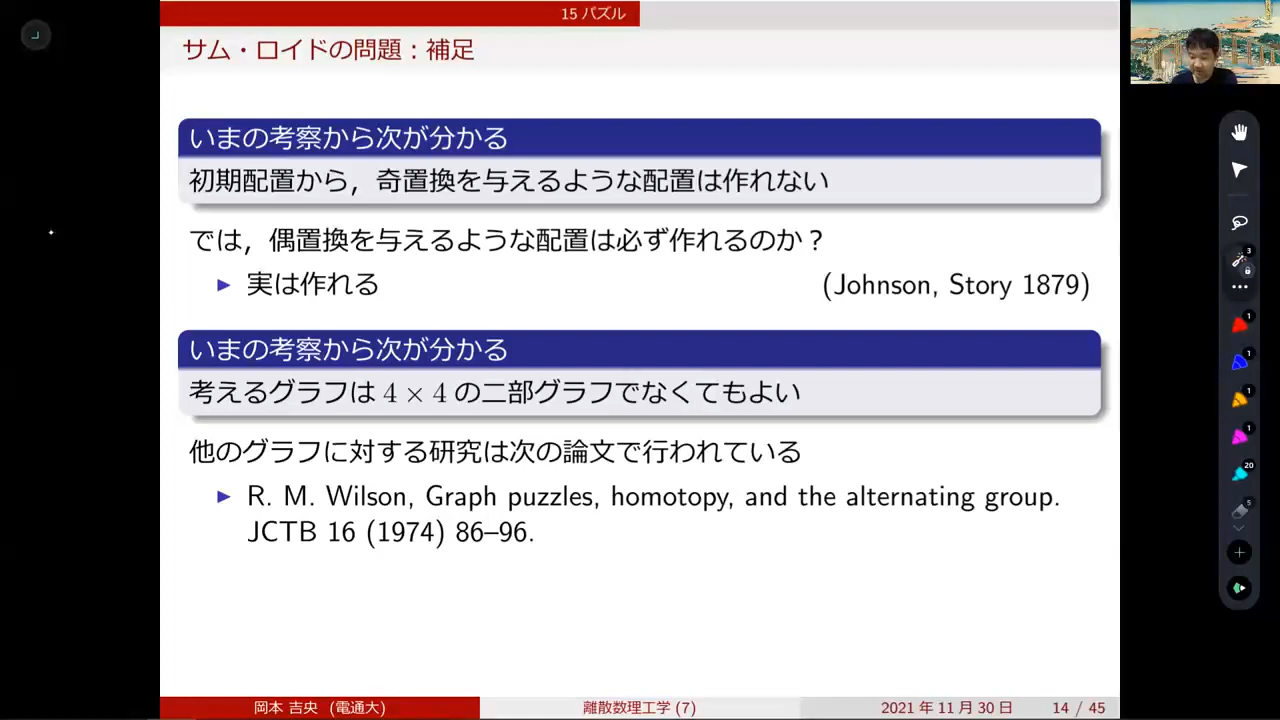 15 パズル
サム・ロイドの問題:補足
いまの考察から次が分かる
初期配置から,奇置換を与えるような配置は作れない
では,偶置換を与えるような配置は必ず作れるのか?
▶ 実は作れる (Johnson, Story 1879)
いまの考察から次が分かる
考えるグラフは 4 × 4 の二部グラフでなくてもよい
他のグラフに対する研究は次の論文で行われている
▶ R. M. Wilson, Graph puzzles, homotopy, and the alternating group.
JCTB 16 (1974) 86–96.
岡本 吉央 (電通大) 離散数理工学 (7) 2021 年 11 月 30 日 14 / 45
3
1
1
1
1
20
5